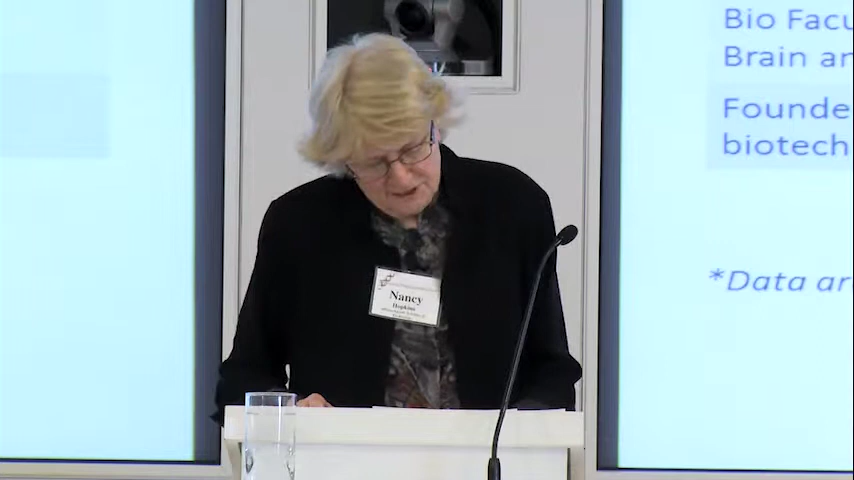 Bio Facu
Brain an
Founde
biotech
*Data ar
Nancy
Hopkins